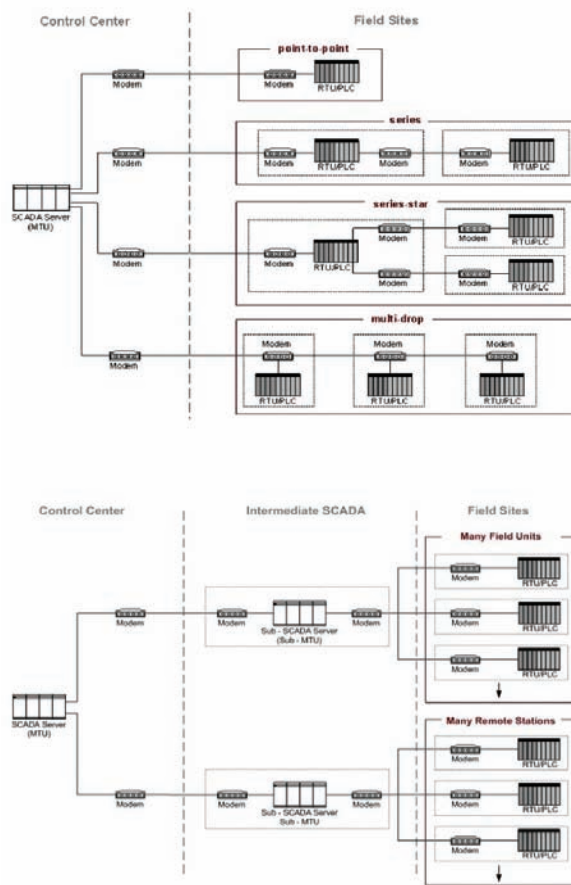 Control Center
Field Sites
point-to-point
Modem
Modem
RTU/PLC
series
Modem
Modem
RTU/PLC
Modem
Modem
RTU/PLC
SCADA Server
(MTU)
series-star
Modem
RTU/PLC
Modem
Modem
RTU/PLC
Modem
Modem
Modem
RTU/PLC
multi-drop
Modem
Modem
Modem
Modem
RTU/PLC
RTU/PLC
RTU/PLC
Control Center
Intermediate SCADA
Field Sites
Many Field Units
Modem
RTU/PLC
Modem
Modem
Sub - SCADA Server
(Sub - MTU)
Modem
Modem
RTU/PLC
Modem
RTU/PLC
SCADA Server
(MTU)
Many Remote Stations
Modem
RTU/PLC
Modem
Modem
Sub - SCADA Server
Sub - MTU
Modem
Modem
RTU/PLC
Modem
RTU/PLC